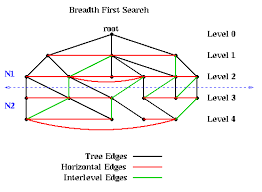 Breadth First Search
root
Level 0
Level 1
N1
Level 2
N2
Level 3
Level 4
Tree Edges
Horizontal Edges
Interlevel Edges